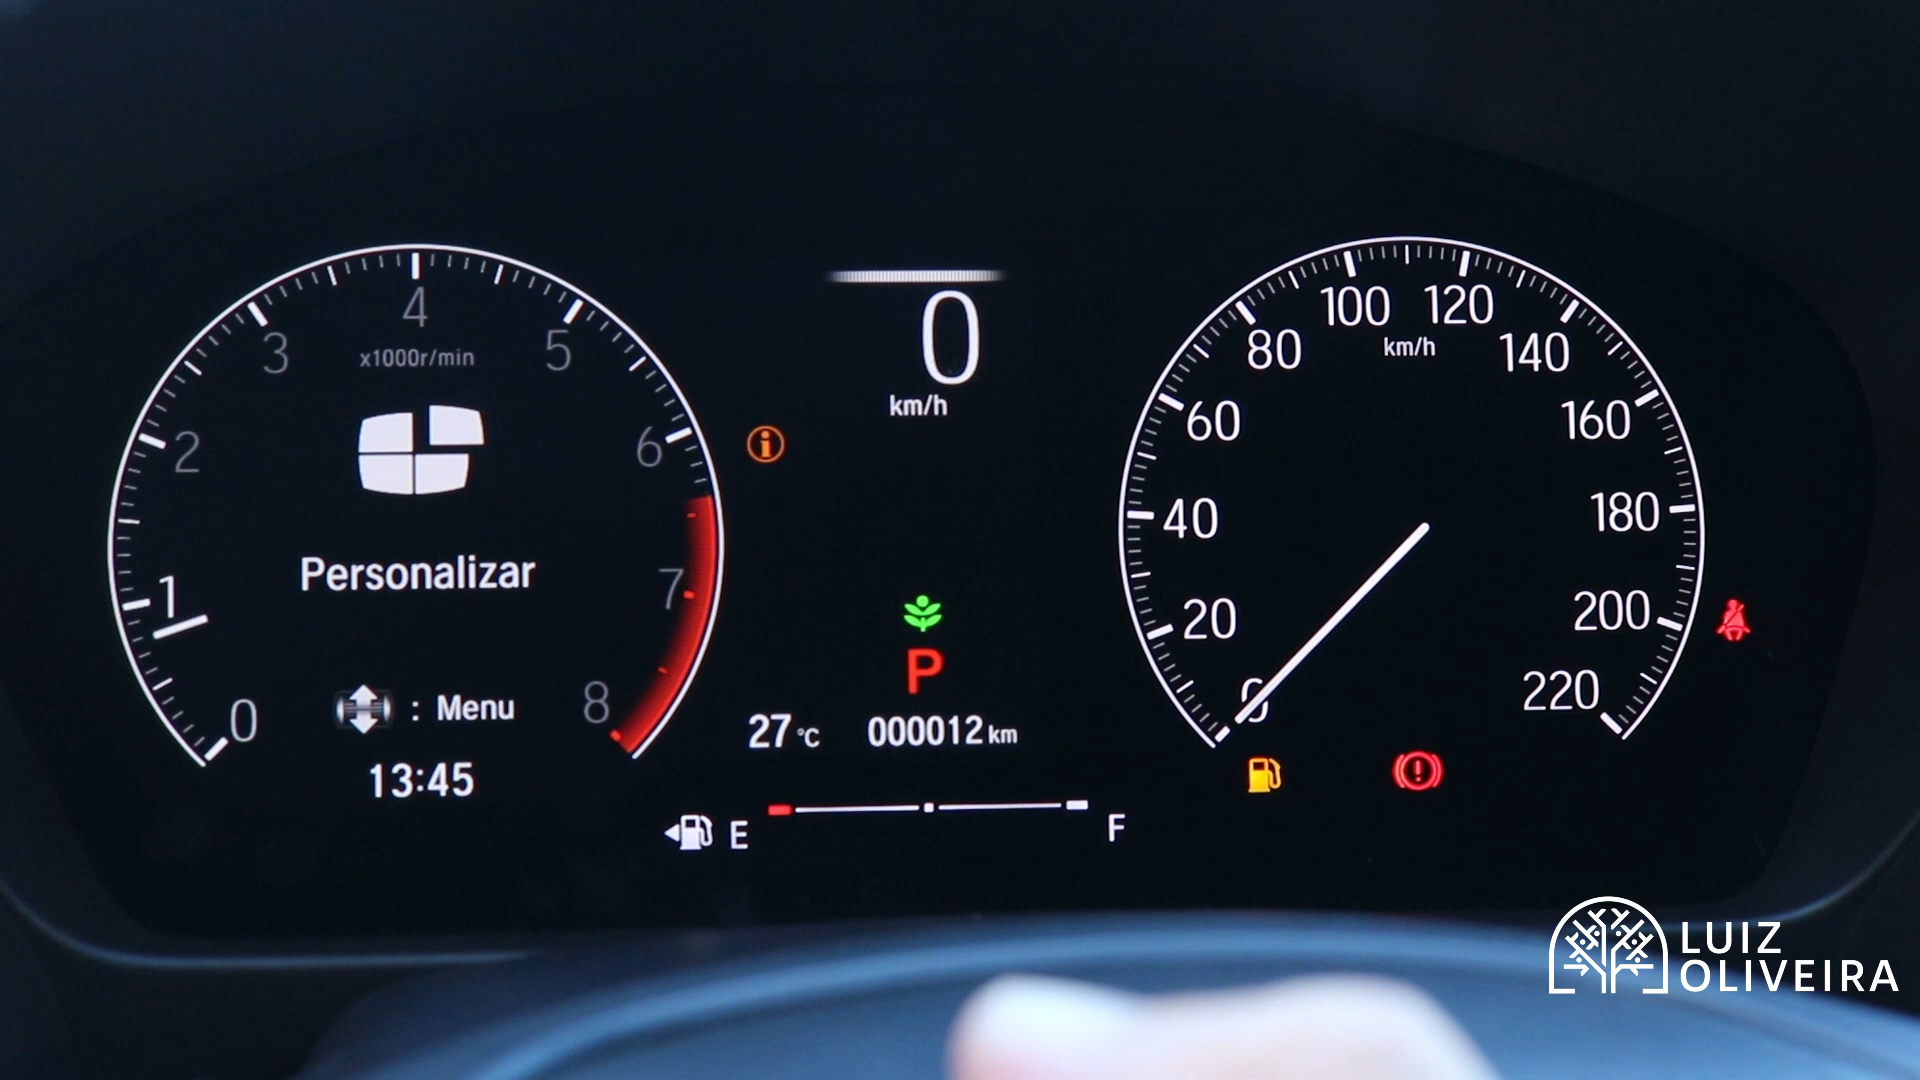 4
3
5
x1000r/min
2
6
Personalizar
1
7
0
8
: Menu
13:45
0
km/h
i
P
27 °C
000012 km
E
F
100
120
80
km/h
140
60
160
40
180
20
200
0
220
LUIZ
OLIVEIRA